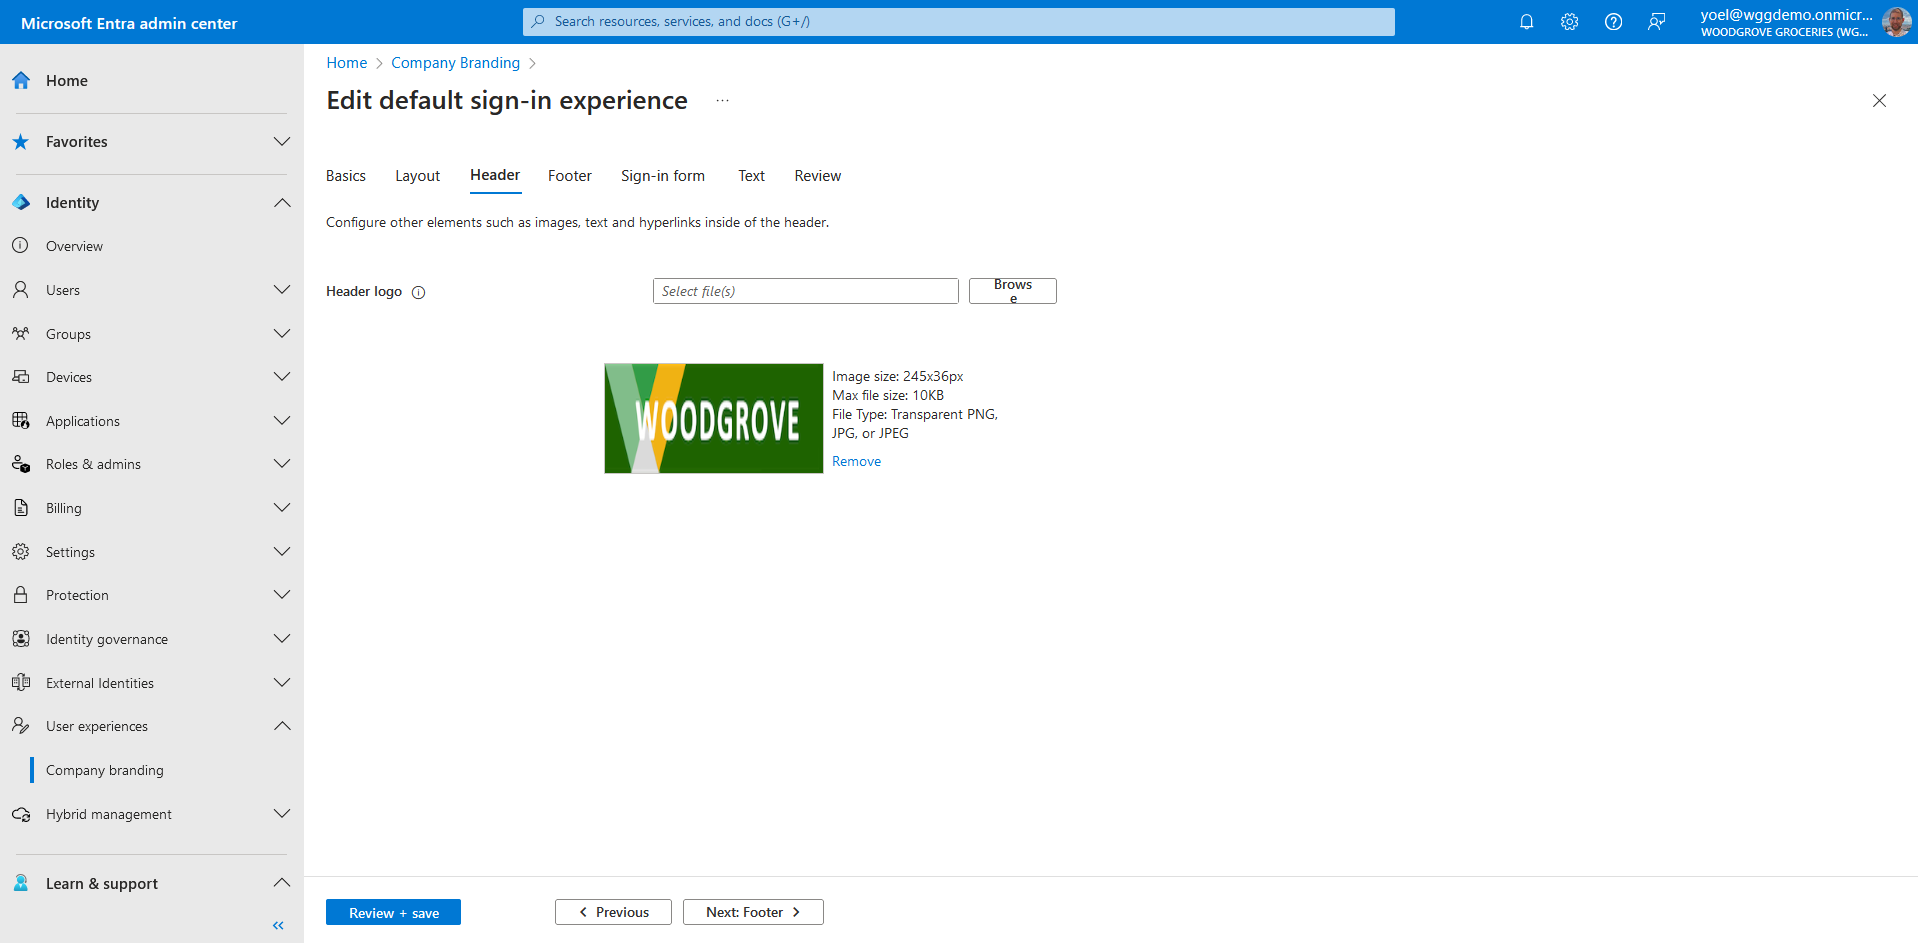 Microsoft Entra admin center
Search resources, services, and docs (G+/)
yoel@wggdemo.onmicr...
WOODGROVE GROCERIES (WG...
Home
Favorites
Identity
Overview
Users
Groups
Devices
Applications
Roles & admins
Billing
Settings
Protection
Identity governance
External Identities
User experiences
Company branding
Hybrid management
Learn & support
Home > Company Branding >
Edit default sign-in experience ...
Basics Layout Header Footer Sign-in form Text Review
Configure other elements such as images, text and hyperlinks inside of the header.
Header logo
Select file(s)
Brows
e
WOODGROVE
Image size: 245x36px
Max file size: 10KB
File Type: Transparent PNG,
JPG, or JPEG
Remove
Review + save
< Previous
Next: Footer >